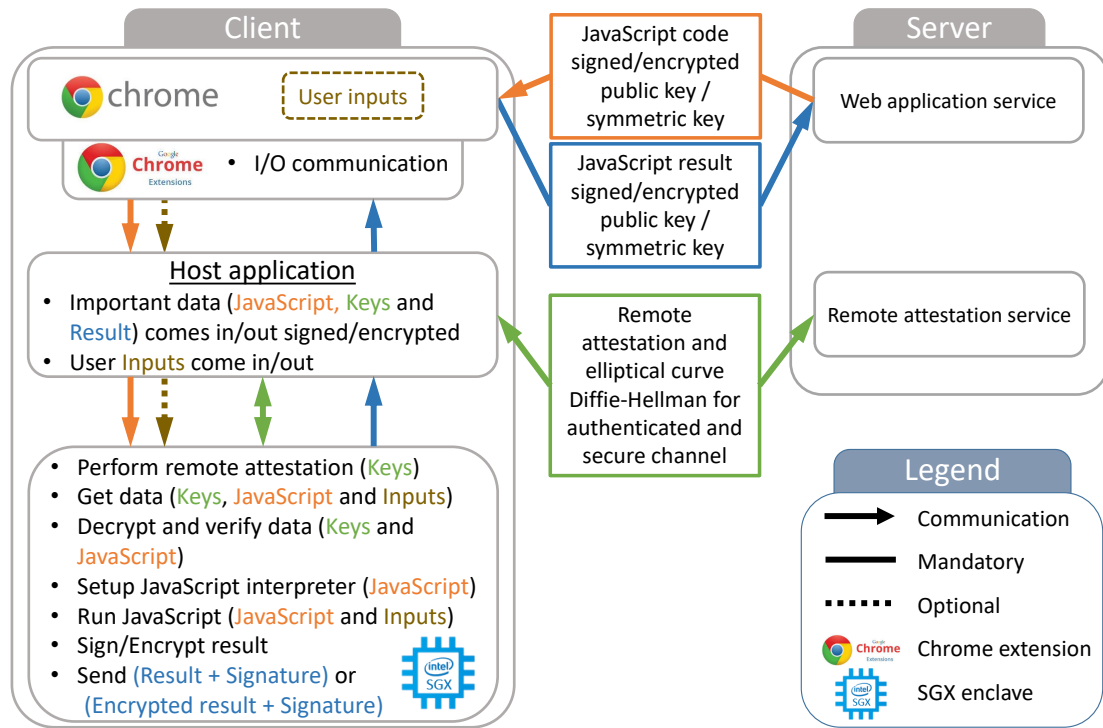 Client
Server
chrome
User inputs
JavaScript code
signed/encrypted
public key /
symmetric key
Web application service
Google
Chrome
Extensions
• I/O communication
JavaScript result
signed/encrypted
public key /
symmetric key
Host application
• Important data (JavaScript, Keys and
Result) comes in/out signed/encrypted
• User Inputs come in/out
Remote
attestation and
elliptical curve
Diffie-Hellman for
authenticated and
secure channel
Remote attestation service
• Perform remote attestation (Keys)
• Get data (Keys, JavaScript and Inputs)
• Decrypt and verify data (Keys and
JavaScript)
• Setup JavaScript interpreter (JavaScript)
• Run JavaScript (JavaScript and Inputs)
• Sign/Encrypt result
• Send (Result + Signature) or
(Encrypted result + Signature)
intel
SGX
Legend
Communication
Mandatory
Optional
Google
Chrome
Extensions
Chrome extension
intel
SGX
SGX enclave